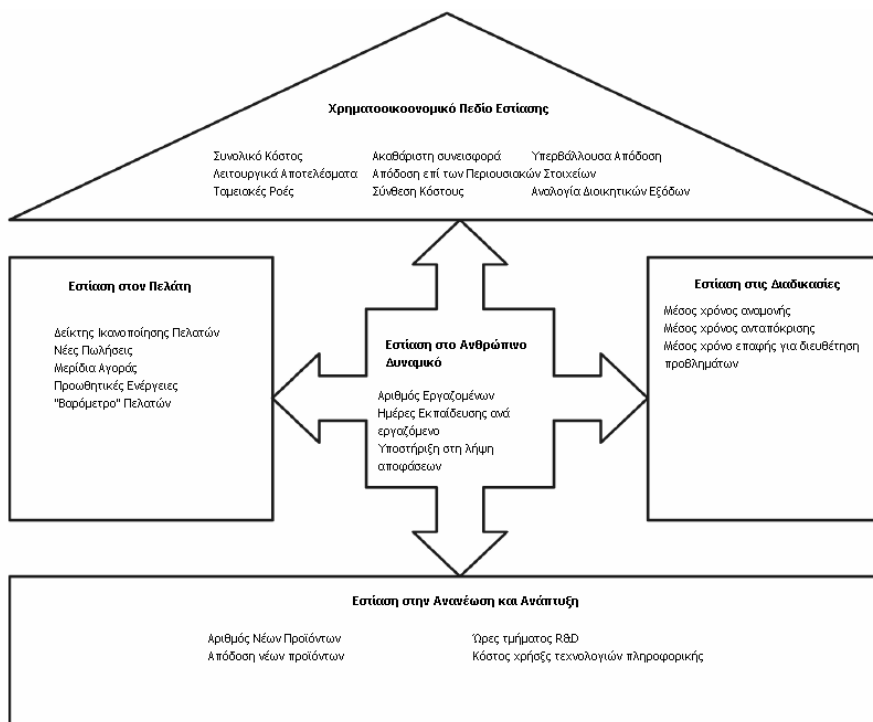 Χρηματοοικοονομικό Πεδίο Εστίασης
Συνολικό Κόστος
Λειτουργικά Αποτελέσματα
Ταμειακές Ροές
Ακαθάριστη συνεισφορά
Απόδοση επί των Περιουσιακών Στοιχείων
Σύνθεση Κόστους
Υπερβάλλουσα Απόδοση
Αναλογία Διοικητικών Εξόδων
Εστίαση στον Πελάτη
Δείκτης Ικανοποίησης Πελατών
Νέες Πωλήσεις
Μερίδια Αγοράς
Προωθητικές Ενέργειες
"Βαρόμετρο" Πελατών
Εστίαση στο Ανθρώπινο
Δυναμικό
Αριθμός Εργαζομένων
Ημέρες Εκπαίδευσης ανά
εργαζόμενο
Υποστήριξη στη λήψη
αποφάσεων
Εστίαση στις Διαδικασίες
Μέσος χρόνος αναμονής
Μέσος χρόνος ανταπόκρισης
Μέσος χρόνο επαφής για διευθέτηση
προβλημάτων
Εστίαση στην Ανανέωση και Ανάπτυξη
Αριθμός Νέων Προϊόντων
Απόδοση νέων προϊόντων
Ώρες τμήματος R&D
Κόστος χρήσξς τεχνολογιών πληροφορικής